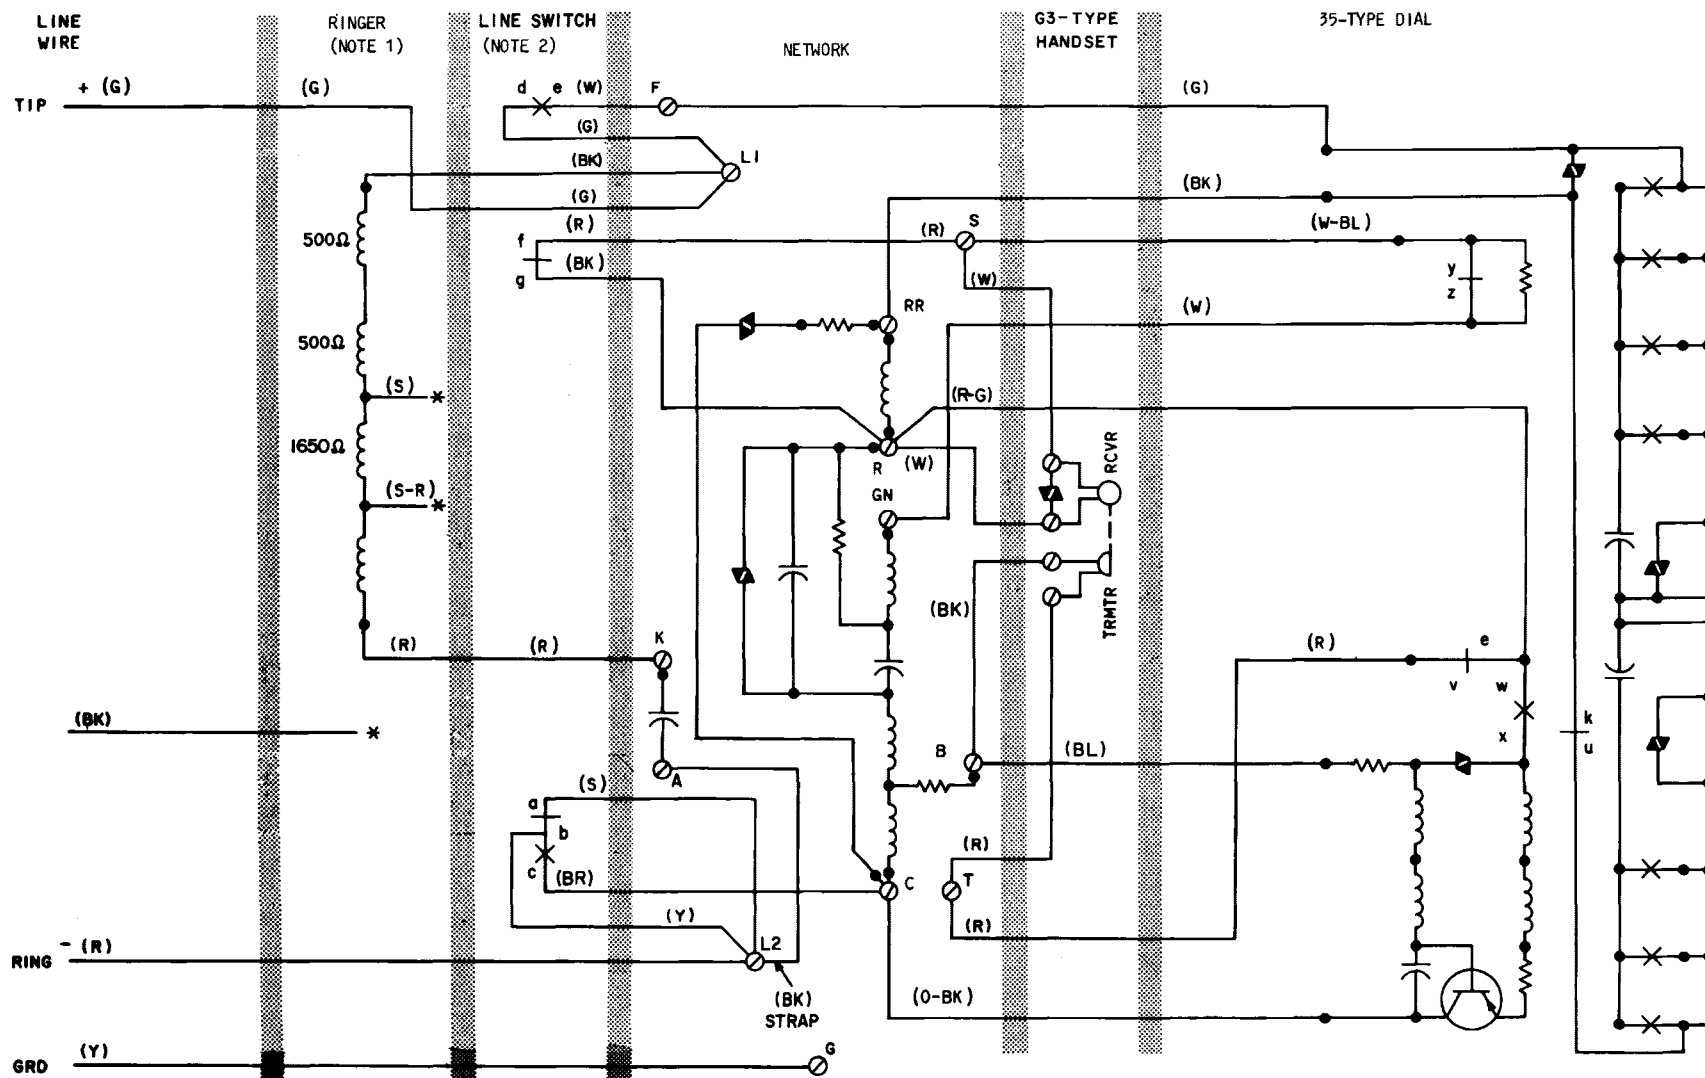 LINE
WIRE
RINGER
(NOTE 1)
LINE SWITCH
(NOTE 2)
NETWORK
G3-TYPE
HANDSET
35-TYPE DIAL
TIP
+ (G)
(G)
d
e
(W)
F
(G)
(G)
(BK)
L1
(G)
(BK)
500Ω
(R)
f
(BK)
g
(R)
S
(W-BL)
(W)
y
z
RR
(W)
500Ω
(S)
*
(R-G)
1650Ω
R
(W)
RCVR
(S-R)
*
GN
TRMTR
(BK)
(R)
(R)
K
(R)
e
v
w
(BK)
*
x
k
u
A
B
(BL)
(S)
a
b
c
(BR)
C
(R)
T
(Y)
(R)
RING
- (R)
L2
(BK)
STRAP
(O-BK)
GRD
(Y)
G